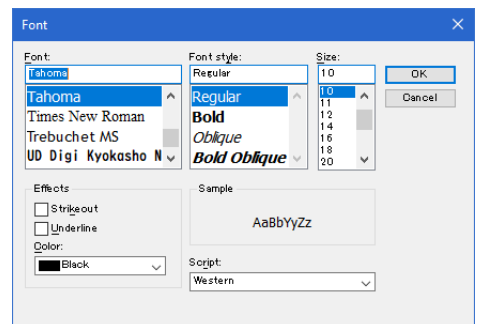 Font
Font: Font style: Size:
Tahoma Regular 10 OK
Tahoma Regular 10 Cancel
Times New Roman Bold 11
Trebuchet MS Oblique 12
UD Digi Kyokasho N Bold Oblique 14
16
18
20
Effects Sample
Strikeout
Underline AaBbYyZz
Color:
Black Script:
Western